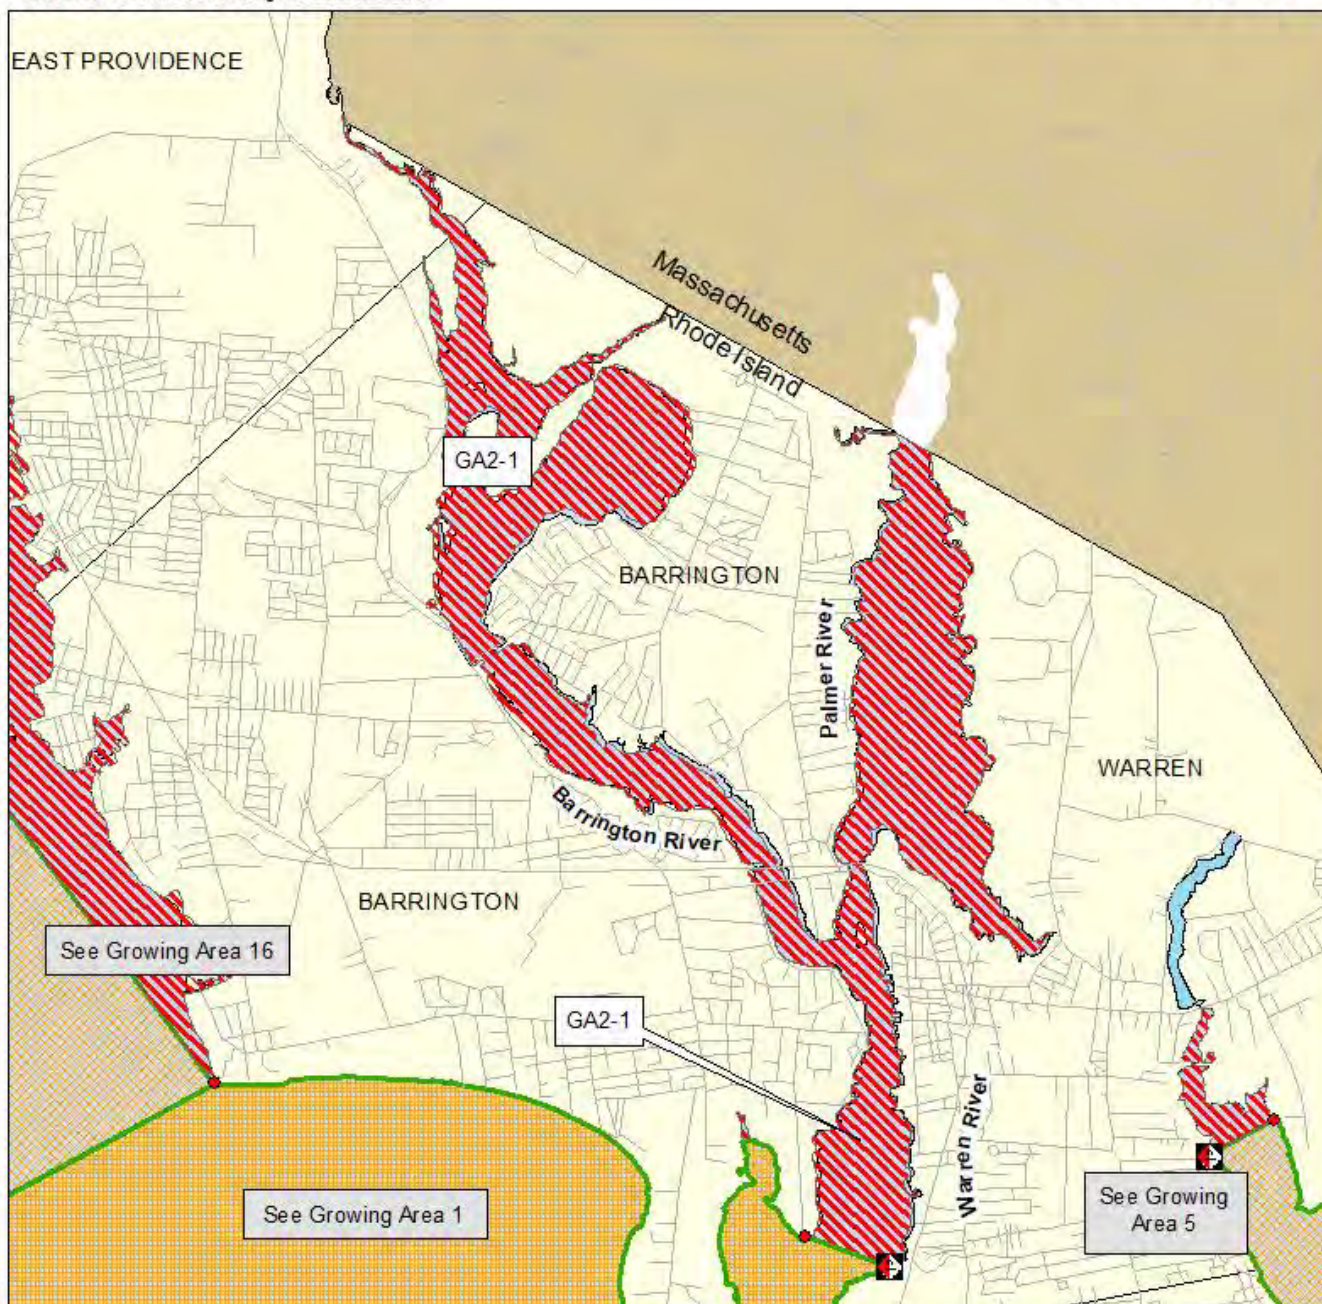 EAST PROVIDENCE
Massachusetts
Rhode Island
GA2-1
BARRINGTON
Palmer River
WARREN
Barrington River
BARRINGTON
See Growing Area 16
GA2-1
Warren River
See Growing Area 1
See Growing
Area 5